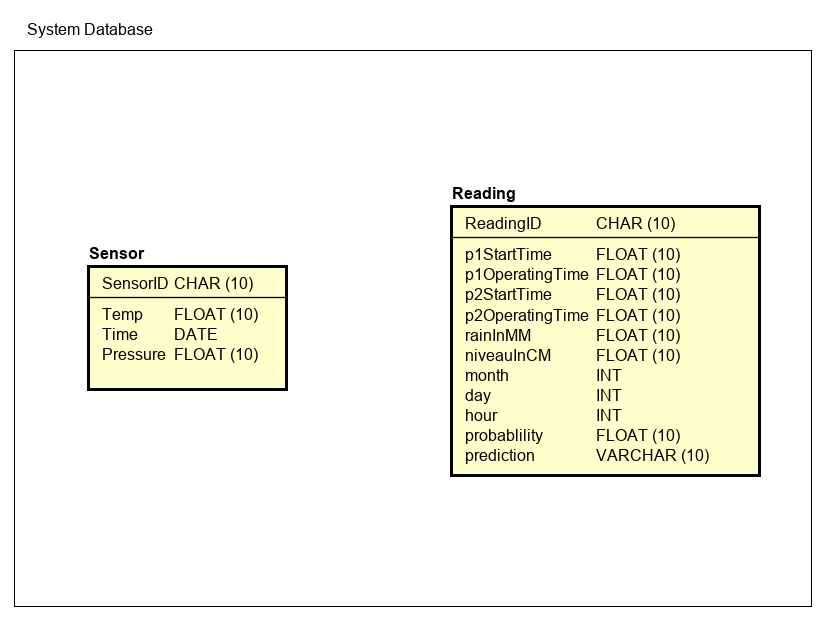 System Database
Sensor
SensorID CHAR (10)
Temp FLOAT (10)
Time DATE
Pressure FLOAT (10)
Reading
ReadingID CHAR (10)
p1StartTime FLOAT (10)
p1OperatingTime FLOAT (10)
p2StartTime FLOAT (10)
p2OperatingTime FLOAT (10)
rainInMM FLOAT (10)
niveauInCM FLOAT (10)
month INT
day INT
hour INT
probablility FLOAT (10)
prediction VARCHAR (10)